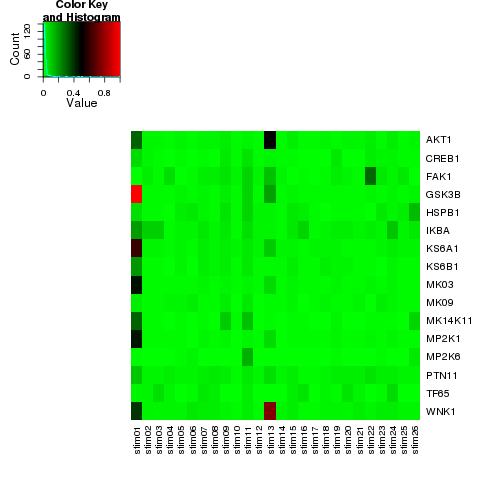 Color Key
and Histogram
Count
0 60 120
0 0.4 0.8
Value
AKT1
CREB1
FAK1
GSK3B
HSPB1
IKBA
KS6A1
KS6B1
MK03
MK09
MK14K11
MP2K1
MP2K6
PTN11
TF65
WNK1
stim01 stim02 stim03 stim04 stim05 stim06 stim07 stim08 stim09 stim10 stim11 stim12 stim13 stim14 stim15 stim16 stim17 stim18 stim19 stim20 stim21 stim22 stim23 stim24 stim25 stim26